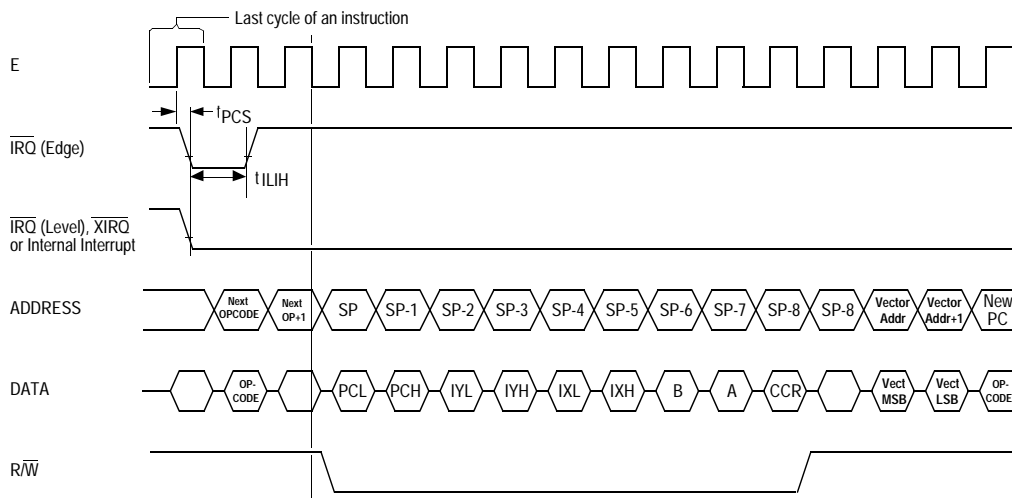 Last cycle of an instruction
E
tPCS
IRQ (Edge)
tILIH
IRQ (Level), XIRQ
or Internal Interrupt
ADDRESS
Next OPCODE
Next OP+1
SP
SP-1
SP-2
SP-3
SP-4
SP-5
SP-6
SP-7
SP-8
SP-8
Vector Addr
Vector Addr+1
New PC
DATA
OP-CODE
PCL
PCH
IYL
IYH
IXL
IXH
B
A
CCR
Vect MSB
Vect LSB
OP-CODE
R/W